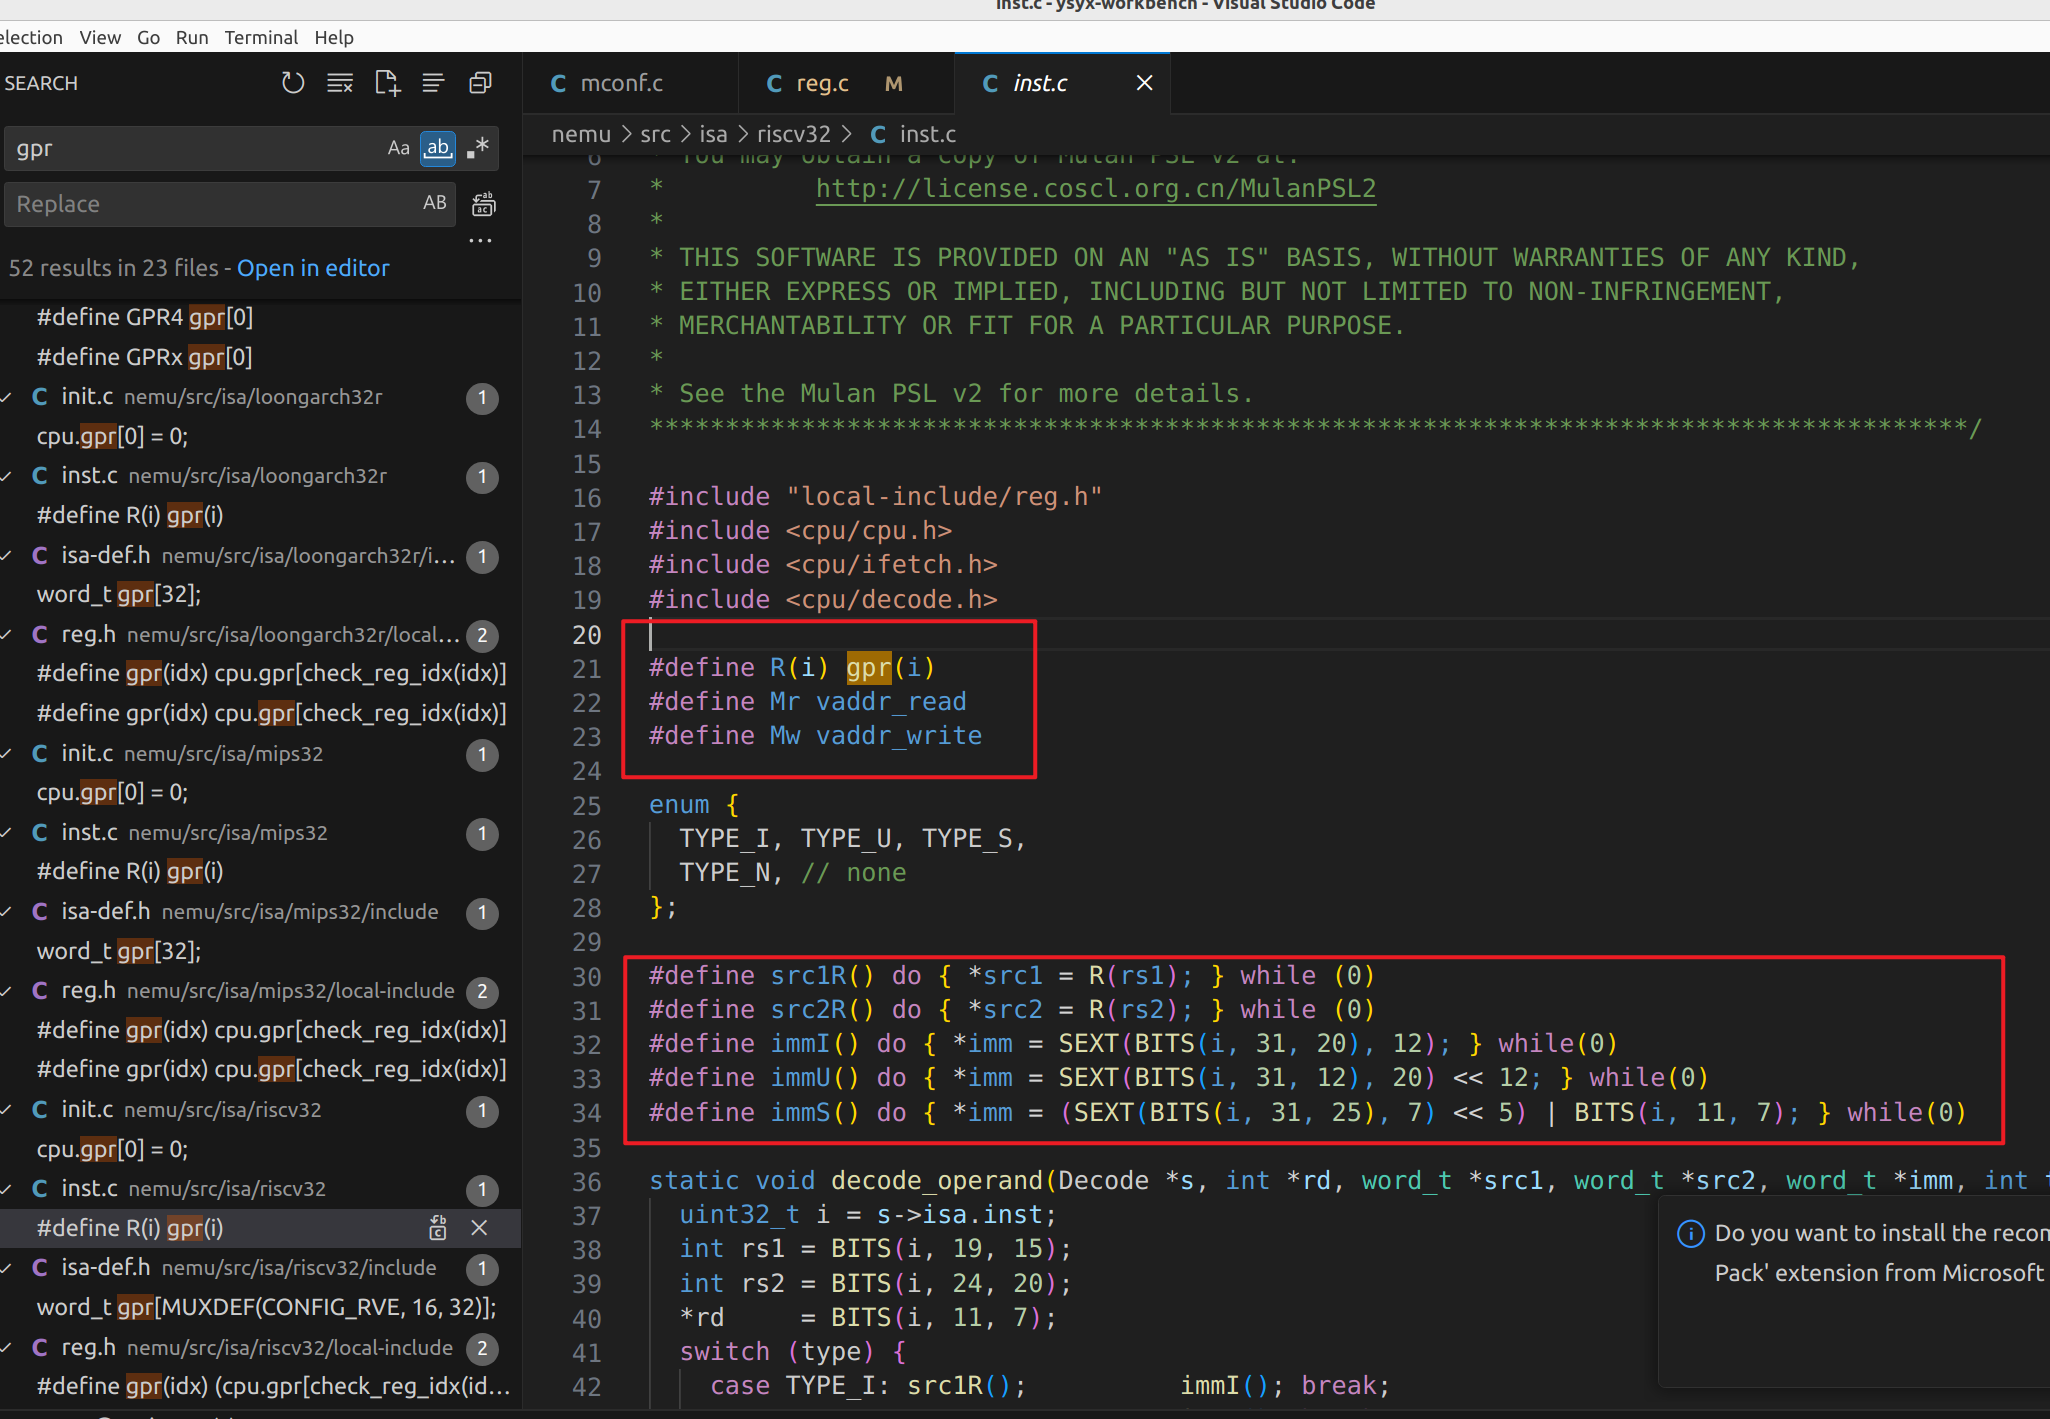 inst.c - ysyx-workbench - Visual Studio Code
election View Go Run Terminal Help
SEARCH
gpr
Aa ab .*
Replace
AB
52 results in 23 files - Open in editor
#define GPR4 gpr[0]
#define GPRx gpr[0]
init.c nemu/src/isa/loongarch32r 1
cpu.gpr[0] = 0;
inst.c nemu/src/isa/loongarch32r 1
#define R(i) gpr(i)
isa-def.h nemu/src/isa/loongarch32r/i... 1
word_t gpr[32];
reg.h nemu/src/isa/loongarch32r/local... 2
#define gpr(idx) cpu.gpr[check_reg_idx(idx)]
#define gpr(idx) cpu.gpr[check_reg_idx(idx)]
init.c nemu/src/isa/mips32 1
cpu.gpr[0] = 0;
inst.c nemu/src/isa/mips32 1
#define R(i) gpr(i)
isa-def.h nemu/src/isa/mips32/include 1
word_t gpr[32];
reg.h nemu/src/isa/mips32/local-include 2
#define gpr(idx) cpu.gpr[check_reg_idx(idx)]
#define gpr(idx) cpu.gpr[check_reg_idx(idx)]
init.c nemu/src/isa/riscv32 1
cpu.gpr[0] = 0;
inst.c nemu/src/isa/riscv32 1
#define R(i) gpr(i)
isa-def.h nemu/src/isa/riscv32/include 1
word_t gpr[MUXDEF(CONFIG_RVE, 16, 32)];
reg.h nemu/src/isa/riscv32/local-include 2
#define gpr(idx) (cpu.gpr[check_reg_idx(id...
C mconf.c C reg.c M C inst.c
nemu > src > isa > riscv32 > C inst.c
6 * You may obtain a copy of Mulan PSL v2 at:
7 * http://license.coscl.org.cn/MulanPSL2
8 *
9 * THIS SOFTWARE IS PROVIDED ON AN "AS IS" BASIS, WITHOUT WARRANTIES OF ANY KIND,
10 * EITHER EXPRESS OR IMPLIED, INCLUDING BUT NOT LIMITED TO NON-INFRINGEMENT,
11 * MERCHANTABILITY OR FIT FOR A PARTICULAR PURPOSE.
12 *
13 * See the Mulan PSL v2 for more details.
14 ***************************************************************************************/
15
16 #include "local-include/reg.h"
17 #include <cpu/cpu.h>
18 #include <cpu/ifetch.h>
19 #include <cpu/decode.h>
20
21 #define R(i) gpr(i)
22 #define Mr vaddr_read
23 #define Mw vaddr_write
24
25 enum {
26 TYPE_I, TYPE_U, TYPE_S,
27 TYPE_N, // none
28 };
29
30 #define src1R() do { *src1 = R(rs1); } while (0)
31 #define src2R() do { *src2 = R(rs2); } while (0)
32 #define immI() do { *imm = SEXT(BITS(i, 31, 20), 12); } while(0)
33 #define immU() do { *imm = SEXT(BITS(i, 31, 12), 20) << 12; } while(0)
34 #define immS() do { *imm = (SEXT(BITS(i, 31, 25), 7) << 5) | BITS(i, 11, 7); } while(0)
35
36 static void decode_operand(Decode *s, int *rd, word_t *src1, word_t *src2, word_t *imm, int
37 uint32_t i = s->isa.inst;
38 int rs1 = BITS(i, 19, 15);
39 int rs2 = BITS(i, 24, 20);
40 *rd = BITS(i, 11, 7);
41 switch (type) {
42 case TYPE_I: src1R(); immI(); break;
Do you want to install the recom
Pack' extension from Microsoft